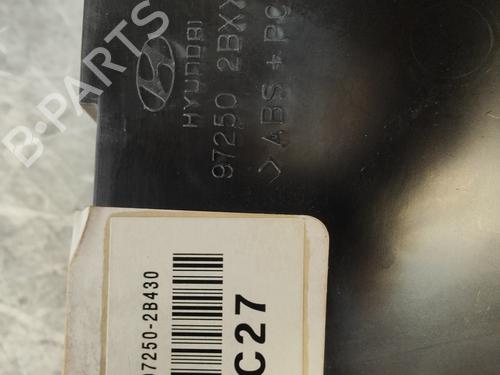 HYUNDAI
97250 2BXX
>ABS+PC
97250-2B430
C27
B-PARTS